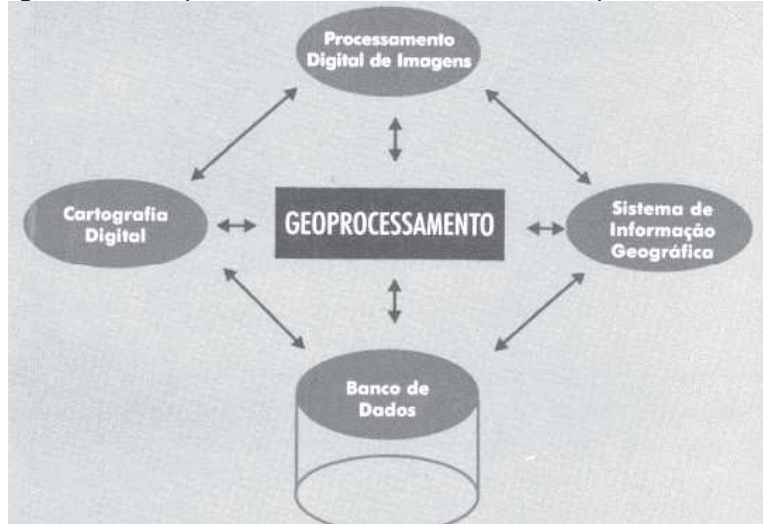 Processamento
Digital de Imagens
Cartografia
Digital
GEOPROCESSAMENTO
Sistema de
Informação
Geográfica
Banco de
Dados